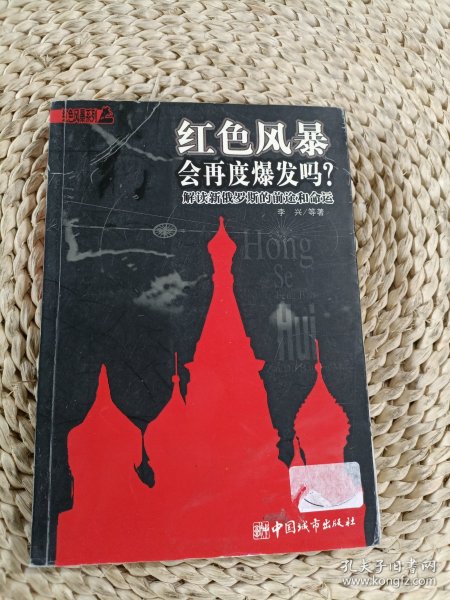 红色风暴
会再度爆发吗?
解读新俄罗斯的前途和命运
李 兴/等著
Hong
Se
Hui
中国城市出版社
孔夫子旧书网
www.kongfz.com